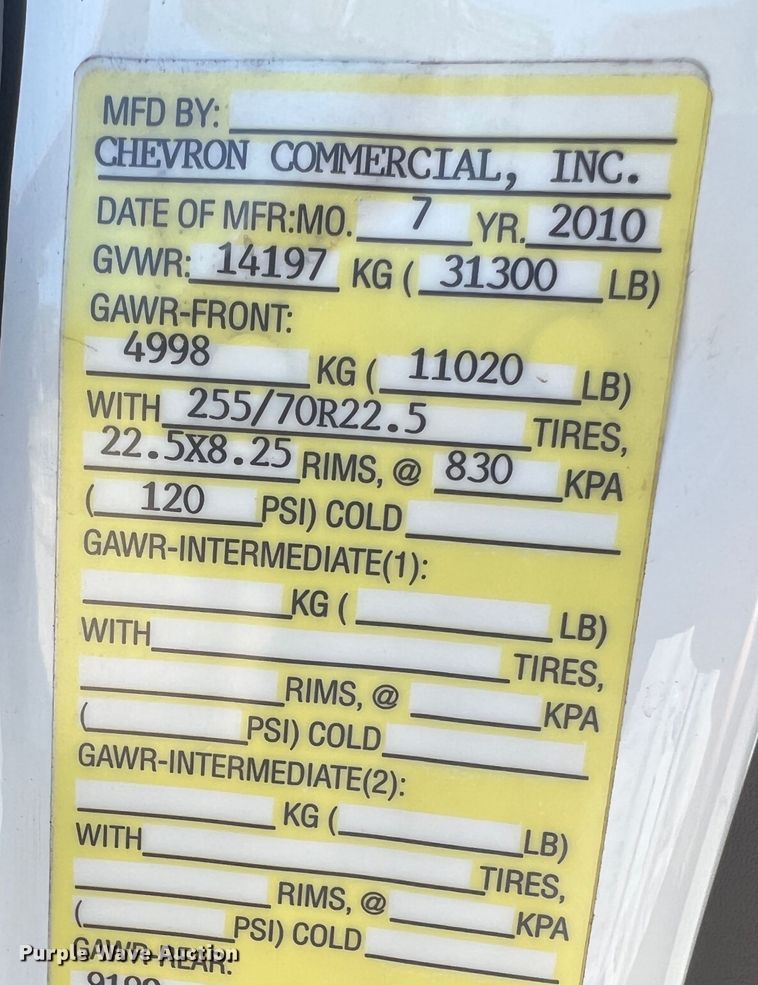 MFD BY:
CHEVRON COMMERCIAL, INC.
DATE OF MFR:MO. 7 YR. 2010
GVWR: 14197 KG ( 31300 LB)
GAWR-FRONT:
4998 KG ( 11020 LB)
WITH 255/70R22.5 TIRES,
22.5X8.25 RIMS, @ 830 KPA
( 120 PSI) COLD
GAWR-INTERMEDIATE(1):
KG ( LB)
WITH TIRES,
RIMS, @ KPA
( PSI) COLD
GAWR-INTERMEDIATE(2):
KG ( LB)
WITH TIRES,
RIMS, @ KPA
( PSI) COLD
GAWR-REAR:
Purple Wave Auction